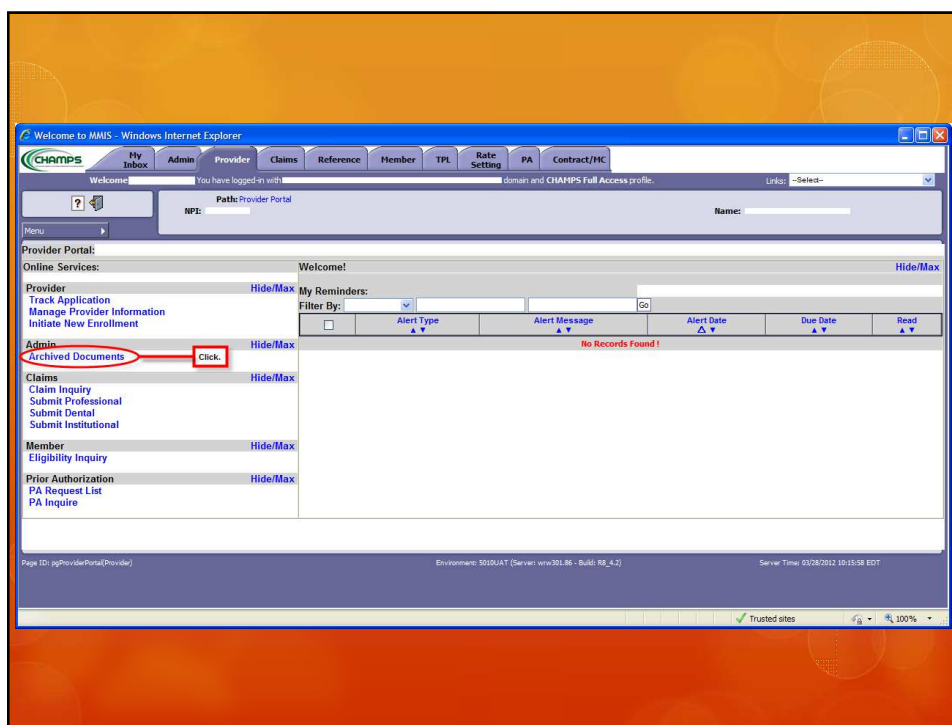 Welcome to MMIS - Windows Internet Explorer
CHAMPS My Inbox Admin Provider Claims Reference Member TPL Rate Setting PA Contract/MC
Welcome You have logged-in with domain and CHAMPS Full Access profile. Links: --Select--
Path: Provider Portal
NPI: Name:
Menu
Provider Portal:
Online Services: Welcome! Hide/Max
Provider Hide/Max
Track Application
Manage Provider Information
Initiate New Enrollment
Admin Hide/Max
Archived Documents Click.
Claims Hide/Max
Claim Inquiry
Submit Professional
Submit Dental
Submit Institutional
Member Hide/Max
Eligibility Inquiry
Prior Authorization Hide/Max
PA Request List
PA Inquire
My Reminders:
Filter By: Go
Alert Type Alert Message Alert Date Due Date Read
No Records Found !
Page ID: pgProviderPortal(Provider) Environment: 5010UAT (Server: wrw301.86 - Build: R8_4.2) Server Time: 03/28/2012 10:15:58 EDT
Trusted sites 100%